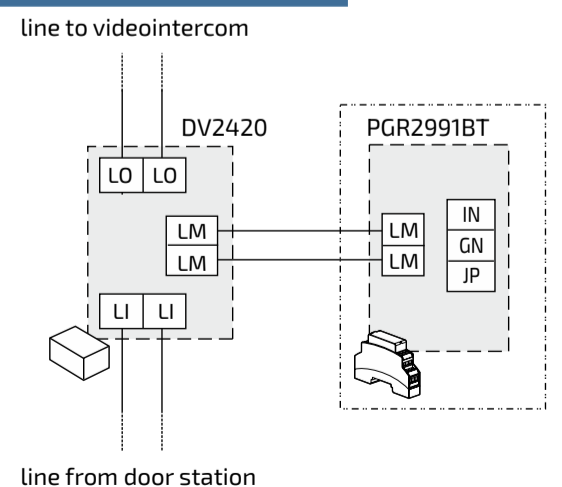 line to videointercom
DV2420
PGR2991BT
LO LO
LM
LM
LM
LM
IN
GN
JP
LI LI
line from door station